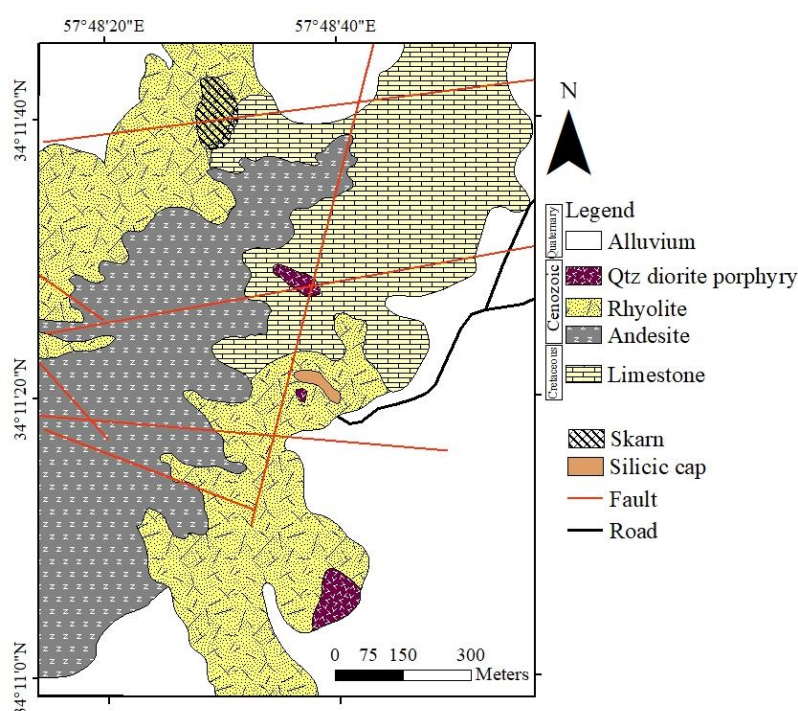 57°48'20"E
57°48'40"E
34°11'40"N
34°11'20"N
34°11'0"N
N
Legend
Quaternary
Cenozoic
Cretaceous
Alluvium
Qtz diorite porphyry
Rhyolite
Andesite
Limestone
Skarn
Silicic cap
Fault
Road
0 75 150 300
Meters